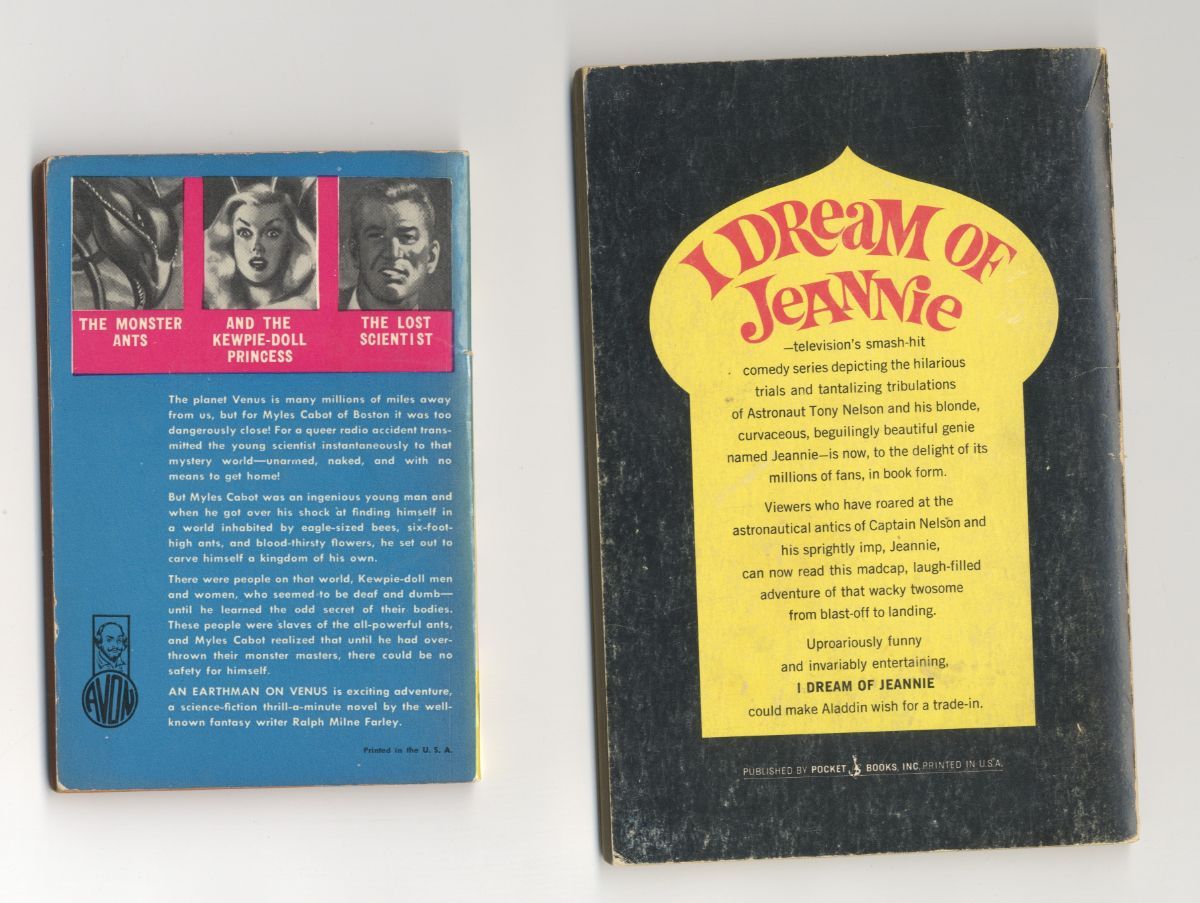 THE MONSTER
ANTS
AND THE
KEWPIE-DOLL
PRINCESS
THE LOST
SCIENTIST
The planet Venus is many millions of miles away
from us, but for Myles Cabot of Boston it was too
dangerously close! For a queer radio accident trans-
mitted the young scientist instantaneously to that
mystery world—unarmed, naked, and with no
means to get home!
But Myles Cabot was an ingenious young man and
when he got over his shock at finding himself in
a world inhabited by eagle-sized bees, six-foot-
high ants, and blood-thirsty flowers, he set out to
carve himself a kingdom of his own.
There were people on that world, Kewpie-doll men
and women, who seemed to be deaf and dumb—
until he learned the odd secret of their bodies.
These people were slaves of the all-powerful ants,
and Myles Cabot realized that until he had over-
thrown their monster masters, there could be no
safety for himself.
AN EARTHMAN ON VENUS is exciting adventure,
a science-fiction thrill-a-minute novel by the well-
known fantasy writer Ralph Milne Farley.
AVON
Printed in the U. S. A.
I DREAM OF
JEANNIE
—television's smash-hit
comedy series depicting the hilarious
trials and tantalizing tribulations
of Astronaut Tony Nelson and his blonde,
curvaceous, beguilingly beautiful genie
named Jeannie—is now, to the delight of its
millions of fans, in book form.
Viewers who have roared at the
astronautical antics of Captain Nelson and
his sprightly imp, Jeannie,
can now read this madcap, laugh-filled
adventure of that wacky twosome
from blast-off to landing.
Uproariously funny
and invariably entertaining,
I DREAM OF JEANNIE
could make Aladdin wish for a trade-in.
PUBLISHED BY POCKET BOOKS, INC. PRINTED IN U.S.A.